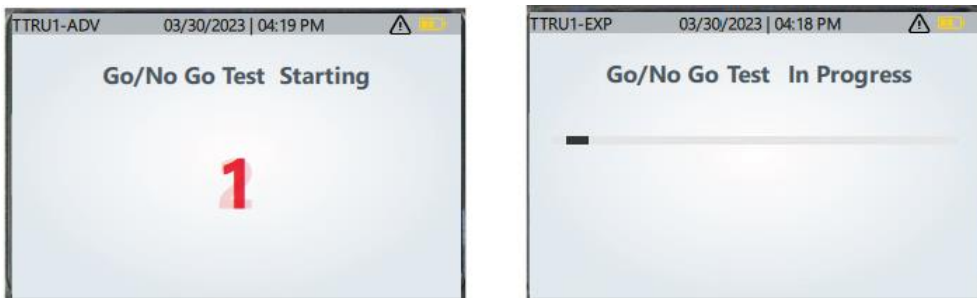 TTRU1-ADV 03/30/2023 | 04:19 PM
Go/No Go Test Starting
1
TTRU1-EXP 03/30/2023 | 04:18 PM
Go/No Go Test In Progress